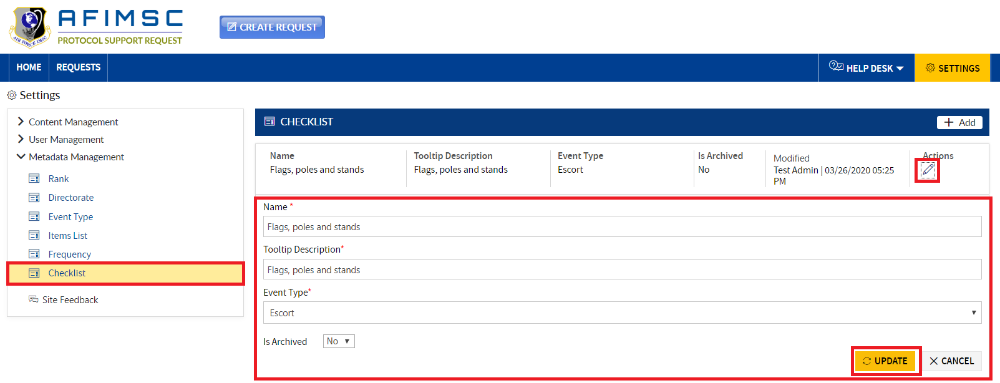 AIR FORCE IMSC
AFIMSC
PROTOCOL SUPPORT REQUEST
CREATE REQUEST
HOME
REQUESTS
HELP DESK
SETTINGS
Settings
Content Management
User Management
Metadata Management
Rank
Directorate
Event Type
Items List
Frequency
Checklist
Site Feedback
CHECKLIST
+ Add
Name
Flags, poles and stands
Tooltip Description
Flags, poles and stands
Event Type
Escort
Is Archived
No
Modified
Test Admin | 03/26/2020 05:25
PM
Actions
Name *
Flags, poles and stands
Tooltip Description*
Flags, poles and stands
Event Type*
Escort
Is Archived No
UPDATE
CANCEL